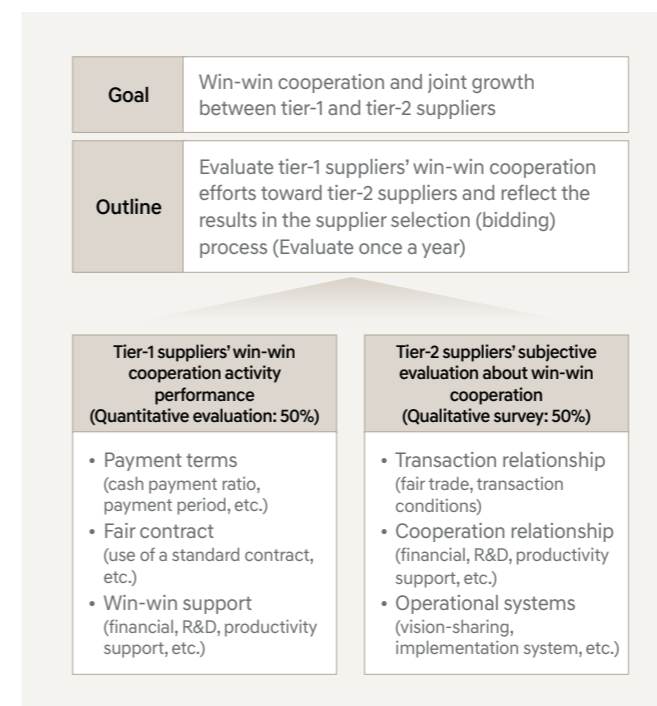 Goal
Win-win cooperation and joint growth
between tier-1 and tier-2 suppliers
Outline
Evaluate tier-1 suppliers' win-win cooperation
efforts toward tier-2 suppliers and reflect the
results in the supplier selection (bidding)
process (Evaluate once a year)
Tier-1 suppliers' win-win
cooperation activity
performance
(Quantitative evaluation: 50%)
• Payment terms
(cash payment ratio,
payment period, etc.)
• Fair contract
(use of a standard contract,
etc.)
• Win-win support
(financial, R&D, productivity
support, etc.)
Tier-2 suppliers' subjective
evaluation about win-win
cooperation
(Qualitative survey: 50%)
• Transaction relationship
(fair trade, transaction
conditions)
• Cooperation relationship
(financial, R&D, productivity
support, etc.)
• Operational systems
(vision-sharing,
implementation system, etc.)